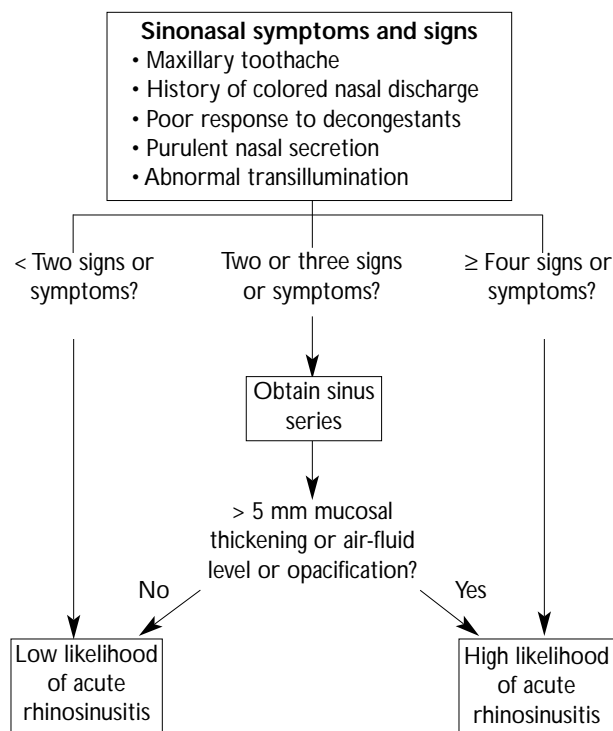 Sinonasal symptoms and signs
• Maxillary toothache
• History of colored nasal discharge
• Poor response to decongestants
• Purulent nasal secretion
• Abnormal transillumination
< Two signs or
symptoms?
Two or three signs
or symptoms?
≥ Four signs or
symptoms?
Obtain sinus
series
> 5 mm mucosal
thickening or air-fluid
level or opacification?
No
Yes
Low likelihood
of acute
rhinosinusitis
High likelihood
of acute
rhinosinusitis